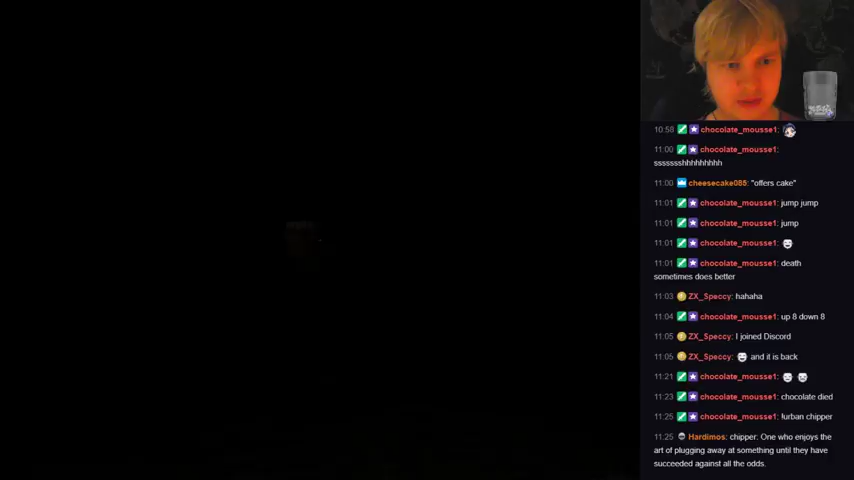 10:58 chocolate_mousse1:
11:00 chocolate_mousse1:
ssssssshhhhhhhhh
11:00 cheesecake085: "offers cake"
11:01 chocolate_mousse1: jump jump
11:01 chocolate_mousse1: jump
11:01 chocolate_mousse1:
11:01 chocolate_mousse1: death
sometimes does better
11:03 ZX_Speccy: hahaha
11:04 chocolate_mousse1: up 8 down 8
11:05 ZX_Speccy: I joined Discord
11:05 ZX_Speccy: and it is back
11:21 chocolate_mousse1:
11:23 chocolate_mousse1: chocolate died
11:25 chocolate_mousse1: !urban chipper
11:25 Hardimos: chipper: One who enjoys the
art of plugging away at something until they have
succeeded against all the odds.